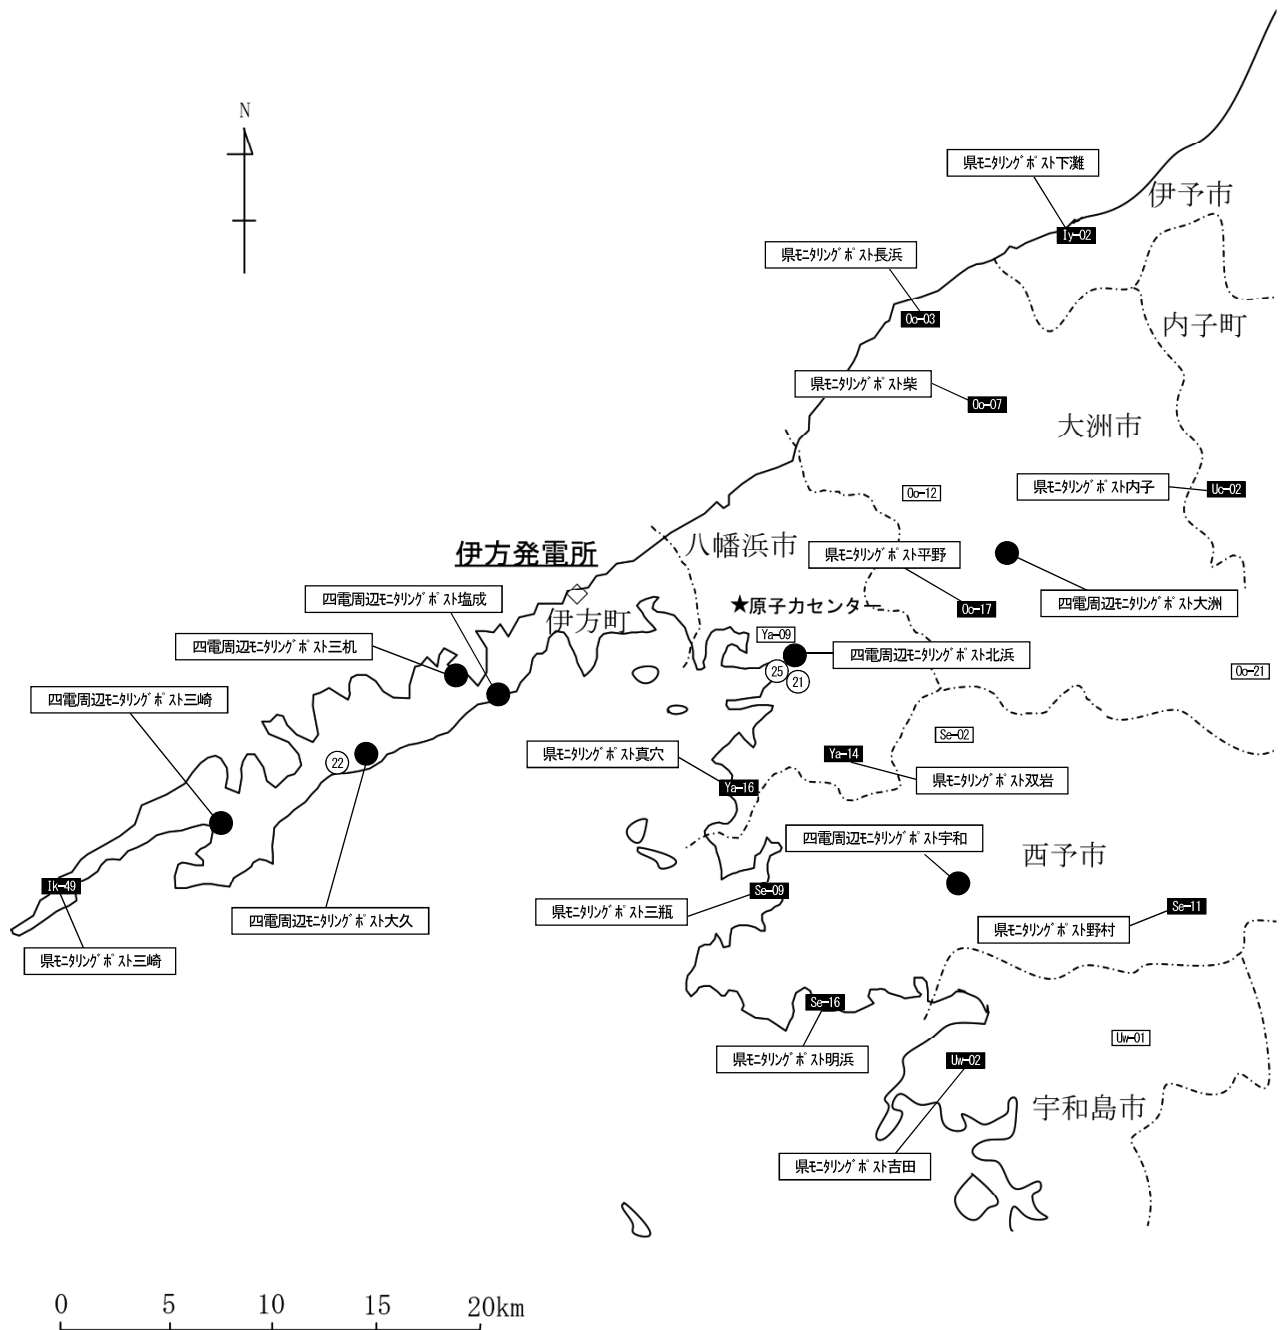 N
県ﾓﾆﾀﾘﾝｸﾞﾎﾟｽﾄ下灘
伊予市
Iy-02
県ﾓﾆﾀﾘﾝｸﾞﾎﾟｽﾄ長浜
Oo-03
内子町
県ﾓﾆﾀﾘﾝｸﾞﾎﾟｽﾄ柴
Oo-07
大洲市
県ﾓﾆﾀﾘﾝｸﾞﾎﾟｽﾄ内子
Uc-02
Oo-12
伊方発電所
八幡浜市
県ﾓﾆﾀﾘﾝｸﾞﾎﾟｽﾄ平野
四電周辺ﾓﾆﾀﾘﾝｸﾞﾎﾟｽﾄ塩成
★原子力センター
Oo-17
四電周辺ﾓﾆﾀﾘﾝｸﾞﾎﾟｽﾄ大洲
伊方町
Ya-09
四電周辺ﾓﾆﾀﾘﾝｸﾞﾎﾟｽﾄ三机
四電周辺ﾓﾆﾀﾘﾝｸﾞﾎﾟｽﾄ北浜
25
21
Oo-21
四電周辺ﾓﾆﾀﾘﾝｸﾞﾎﾟｽﾄ三崎
Se-02
22
県ﾓﾆﾀﾘﾝｸﾞﾎﾟｽﾄ真穴
Ya-14
Ya-16
県ﾓﾆﾀﾘﾝｸﾞﾎﾟｽﾄ双岩
四電周辺ﾓﾆﾀﾘﾝｸﾞﾎﾟｽﾄ宇和
西予市
Ik-49
Se-09
四電周辺ﾓﾆﾀﾘﾝｸﾞﾎﾟｽﾄ大久
県ﾓﾆﾀﾘﾝｸﾞﾎﾟｽﾄ三瓶
Se-11
県ﾓﾆﾀﾘﾝｸﾞﾎﾟｽﾄ野村
県ﾓﾆﾀﾘﾝｸﾞﾎﾟｽﾄ三崎
Se-16
Uw-01
県ﾓﾆﾀﾘﾝｸﾞﾎﾟｽﾄ明浜
Uw-02
宇和島市
県ﾓﾆﾀﾘﾝｸﾞﾎﾟｽﾄ吉田
0 5 10 15 20km